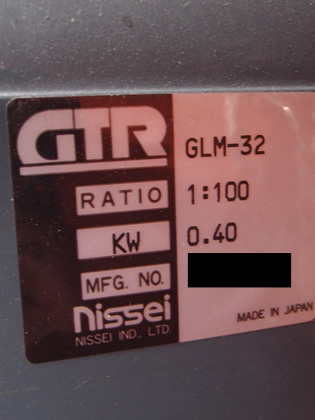 GTR GLM-32
RATIO 1:100
KW 0.40
MFG. NO.
nissei
NISSEI IND., LTD. MADE IN JAPAN